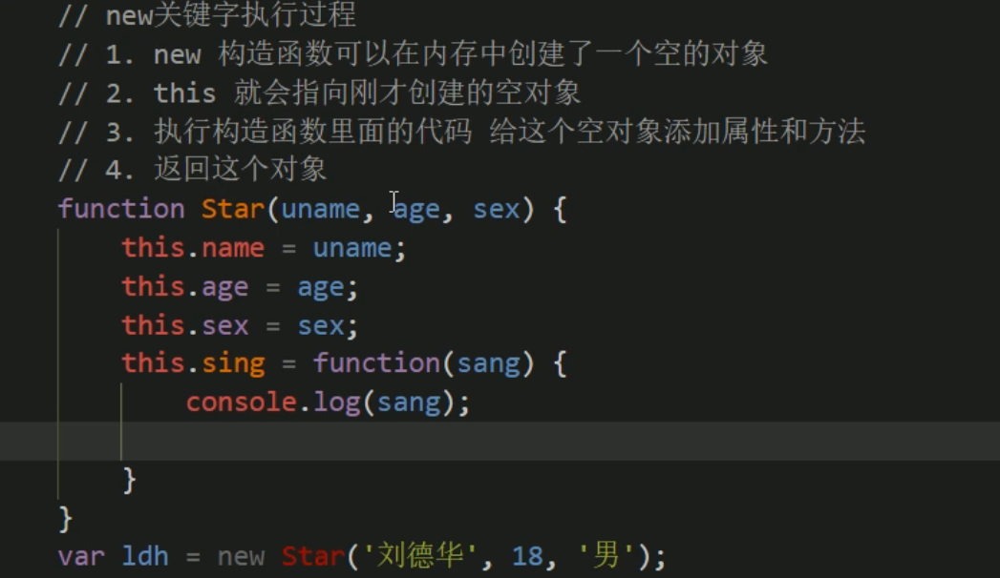 // new关键字执行过程
// 1. new 构造函数可以在内存中创建了一个空的对象
// 2. this 就会指向刚才创建的空对象
// 3. 执行构造函数里面的代码 给这个空对象添加属性和方法
// 4. 返回这个对象
function Star(uname, age, sex) {
this.name = uname;
this.age = age;
this.sex = sex;
this.sing = function(sang) {
console.log(sang);
}
}
var ldh = new Star('刘德华', 18, '男');